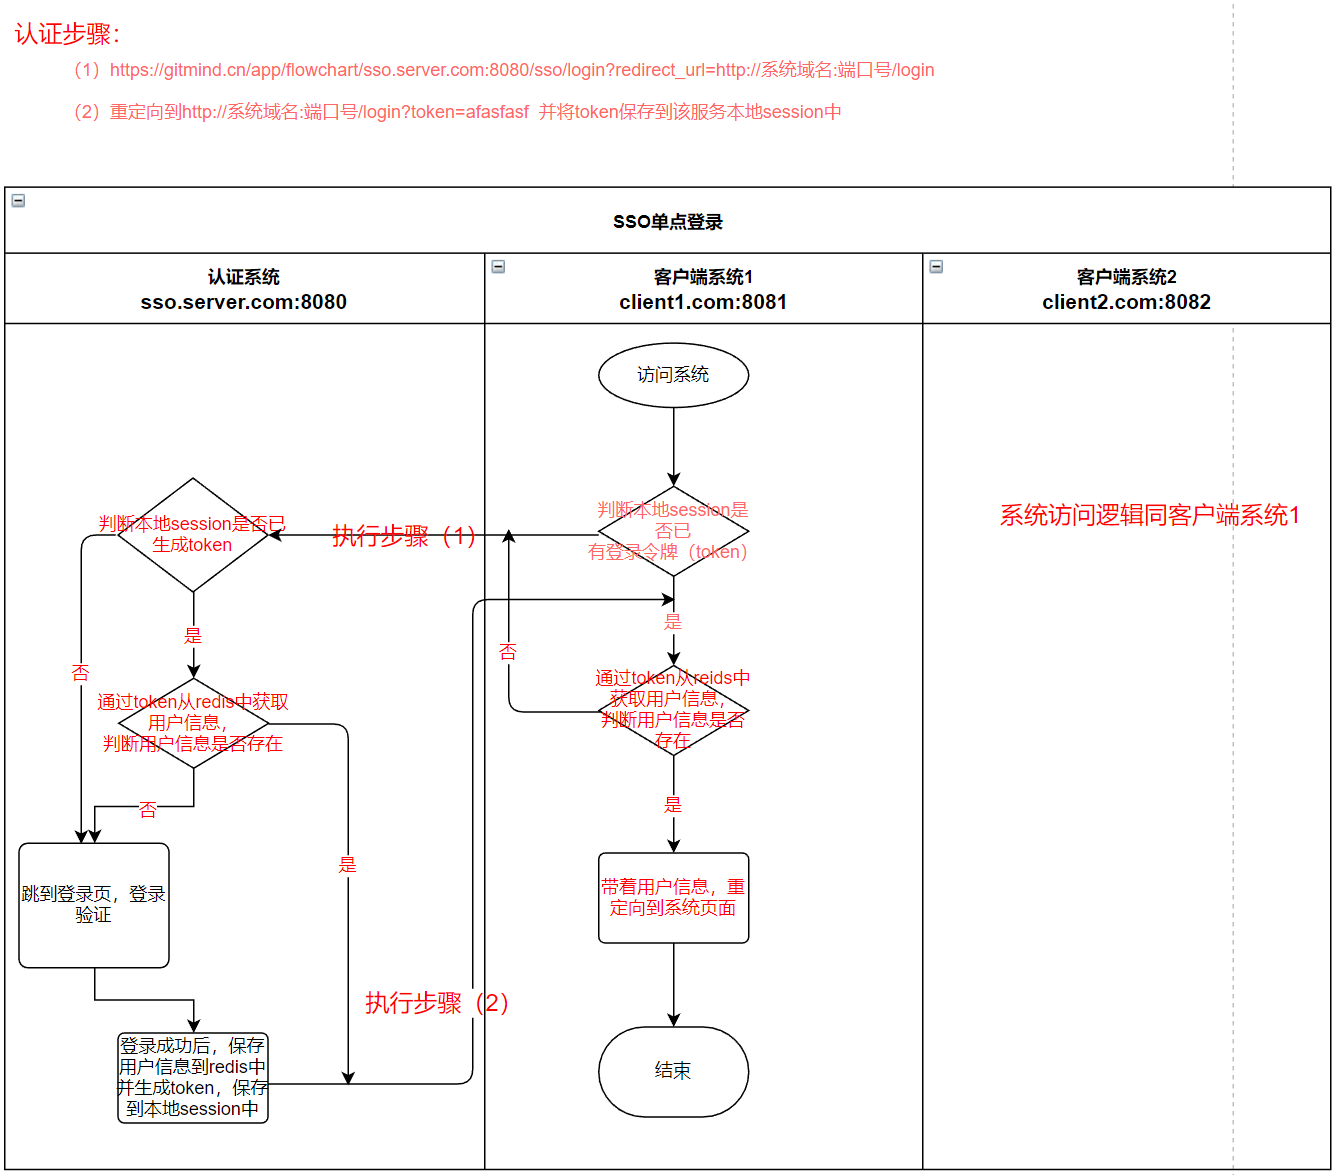 认证步骤：
（1）https://gitmind.cn/app/flowchart/sso.server.com:8080/sso/login?redirect_url=http://系统域名:端口号/login
（2）重定向到http://系统域名:端口号/login?token=afasfasf  并将token保存到该服务本地session中
SSO单点登录
认证系统
sso.server.com:8080
客户端系统1
client1.com:8081
客户端系统2
client2.com:8082
访问系统
判断本地session是否已
生成token
执行步骤（1）
判断本地session是
否已
有登录令牌（token）
系统访问逻辑同客户端系统1
是
是
否
否
通过token从redis中获取
用户信息，
判断用户信息是否存在
通过token从reids中
获取用户信息，
判断用户信息是否
存在
否
是
是
跳到登录页，登录
验证
带着用户信息，重
定向到系统页面
执行步骤（2）
登录成功后，保存
用户信息到redis中
并生成token，保存
到本地session中
结束